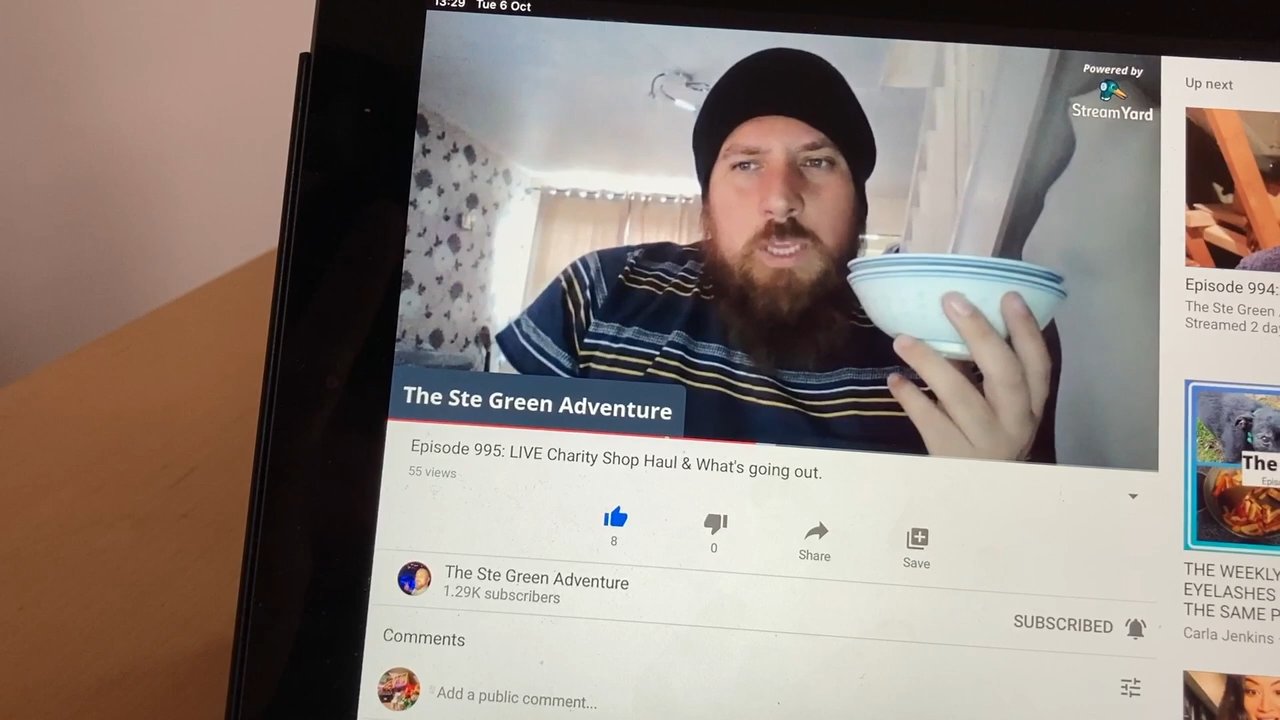 13:29 Tue 6 Oct
Powered by
StreamYard
The Ste Green Adventure
Episode 995: LIVE Charity Shop Haul & What's going out.
55 views
8
0
Share
Save
The Ste Green Adventure
1.29K subscribers
SUBSCRIBED
Comments
Add a public comment...
Up next
Episode 994:
The Ste Green
Streamed 2 da
The
THE WEEKLY
EYELASHES
THE SAME P
Carla Jenkins